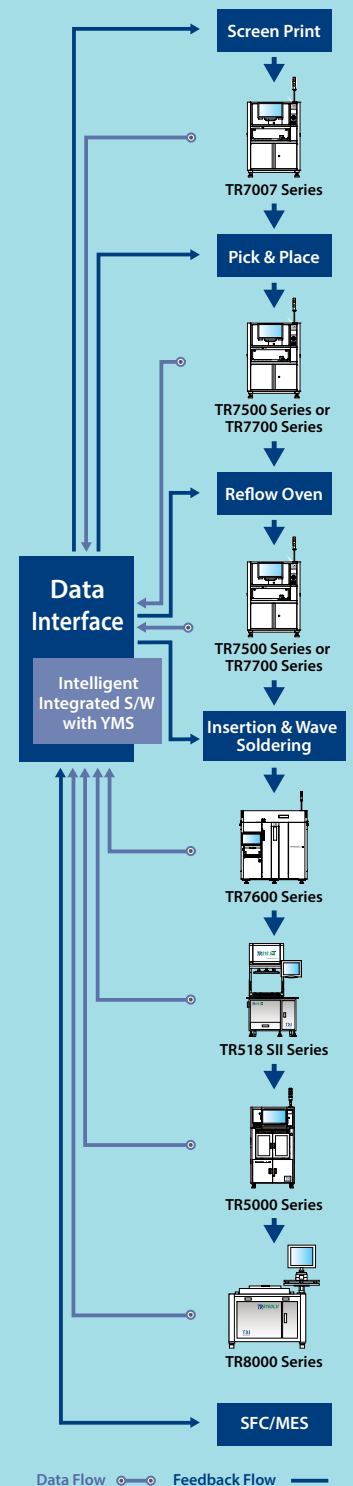 Screen Print
TR7007 Series
Pick & Place
TR7500 Series or
TR7700 Series
Reflow Oven
Data
Interface
TR7500 Series or
TR7700 Series
Intelligent
Integrated S/W
with YMS
Insertion & Wave
Soldering
TR7600 Series
TR518 SII Series
TR5000 Series
TR8000 Series
SFC/MES
Data Flow
Feedback Flow